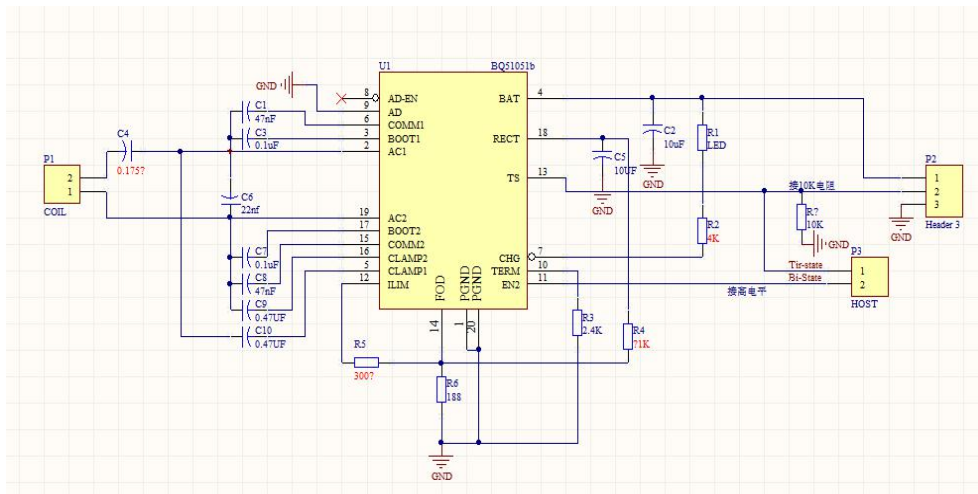 U1
BQ51051b
GND
8
AD-EN
9
AD
6
COMM1
3
BOOT1
2
AC1
19
AC2
17
BOOT2
15
COMM2
16
CLAMP2
5
CLAMP1
12
ILIM
FOD
14
PGND
1
PGND
20
BAT
4
RECT
18
TS
13
CHG
7
TERM
10
EN2
11
C1
47nF
C3
0.1uF
C4
0.175?
P1
2
1
COIL
C6
22nf
C7
0.1uF
C8
47nF
C9
0.47UF
C10
0.47UF
R5
300?
R6
188
GND
C2
10uF
GND
C5
10UF
GND
R1
LED
R2
4K
R3
2.4K
R4
71K
接10K电阻
R?
10K
GND
P2
1
2
3
Header 3
GND
P3
1
2
HOST
Tir-state
Bi-State
接高电平